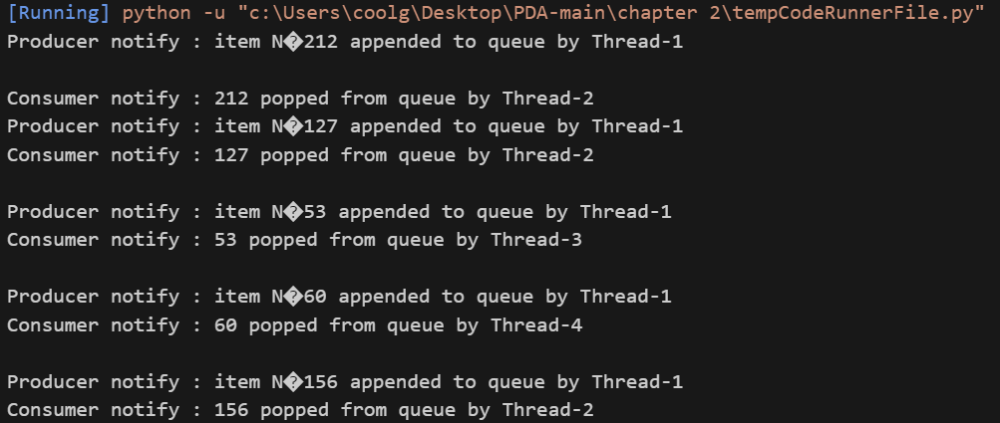 [Running] python -u "c:\Users\coolg\Desktop\PDA-main\chapter 2\tempCodeRunnerFile.py"
Producer notify : item N�212 appended to queue by Thread-1
Consumer notify : 212 popped from queue by Thread-2
Producer notify : item N�127 appended to queue by Thread-1
Consumer notify : 127 popped from queue by Thread-2
Producer notify : item N�53 appended to queue by Thread-1
Consumer notify : 53 popped from queue by Thread-3
Producer notify : item N�60 appended to queue by Thread-1
Consumer notify : 60 popped from queue by Thread-4
Producer notify : item N�156 appended to queue by Thread-1
Consumer notify : 156 popped from queue by Thread-2